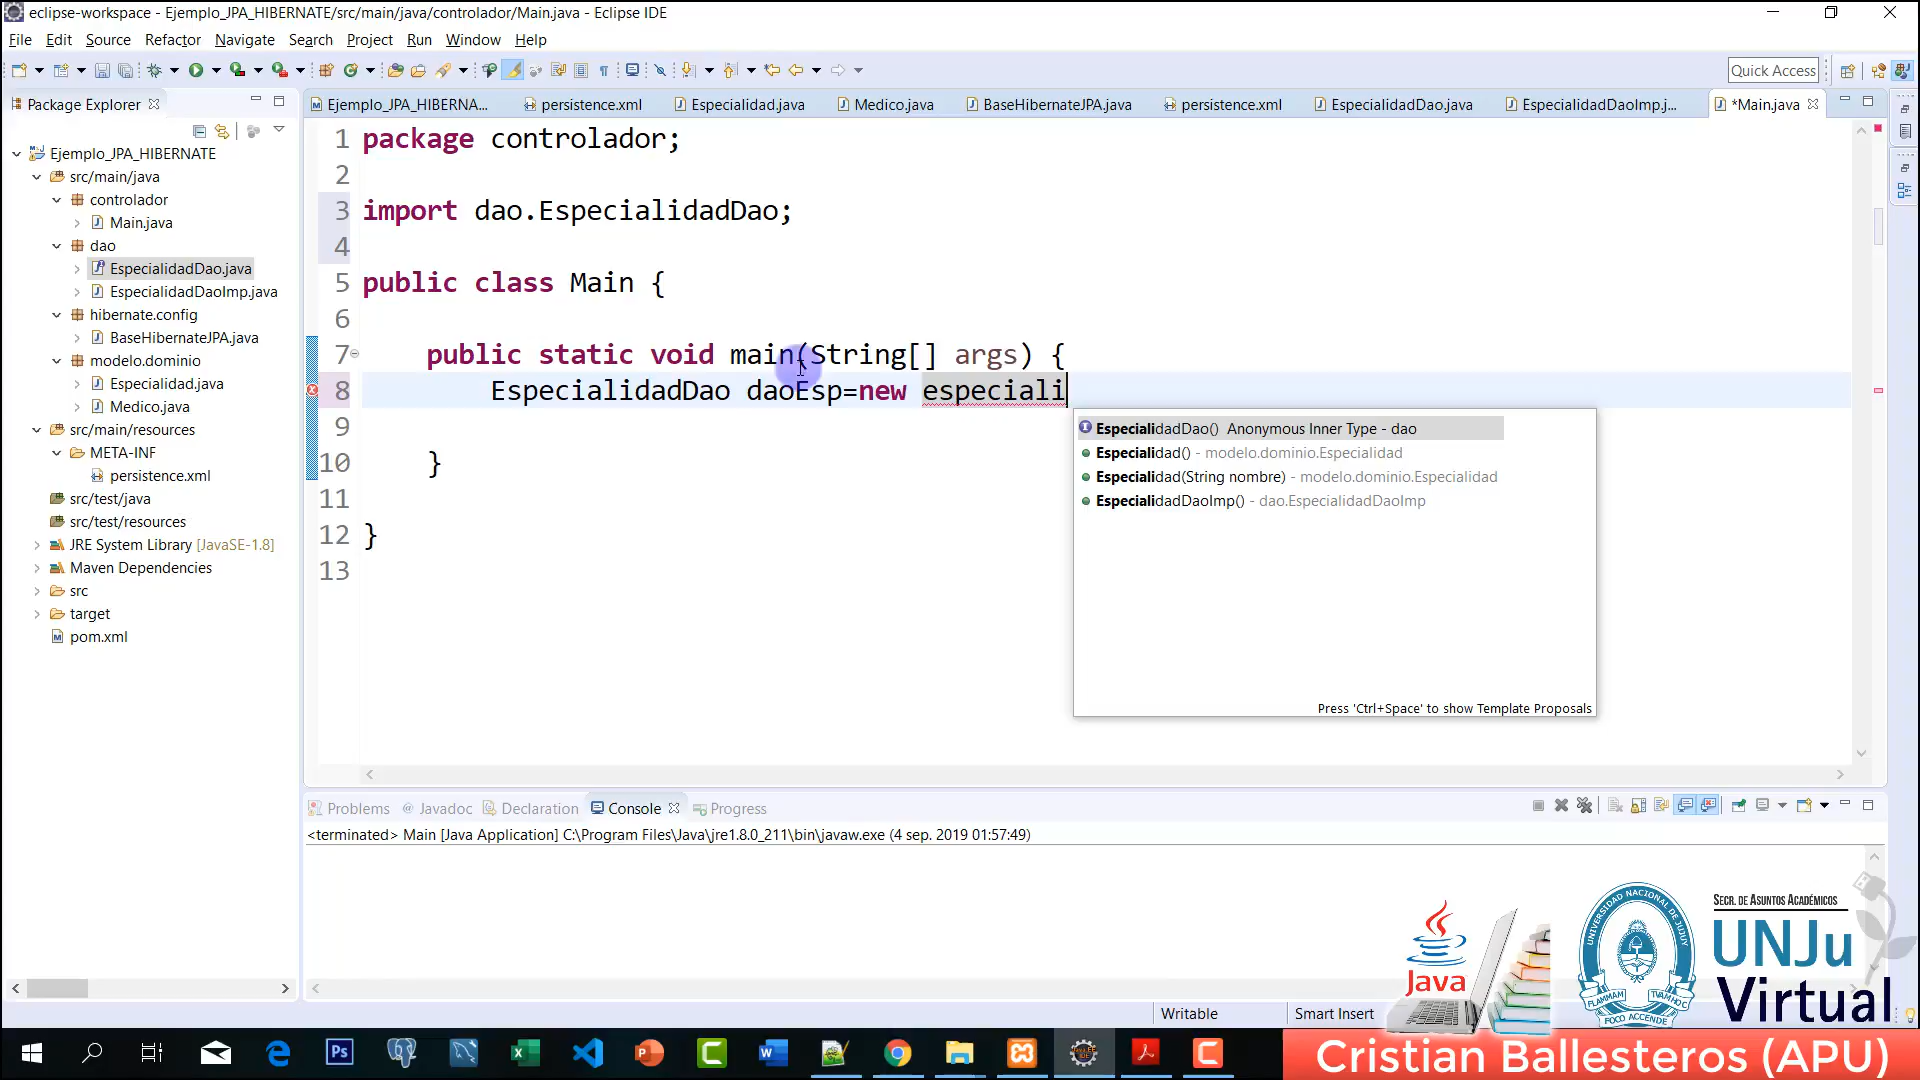 eclipse-workspace - Ejemplo_JPA_HIBERNATE/src/main/java/controlador/Main.java - Eclipse IDE
File Edit Source Refactor Navigate Search Project Run Window Help
Quick Access
Package Explorer
Ejemplo_JPA_HIBERNATE
src/main/java
controlador
Main.java
dao
EspecialidadDao.java
EspecialidadDaoImp.java
hibernate.config
BaseHibernateJPA.java
modelo.dominio
Especialidad.java
Medico.java
src/main/resources
META-INF
persistence.xml
src/test/java
src/test/resources
JRE System Library [JavaSE-1.8]
Maven Dependencies
src
target
pom.xml
Ejemplo_JPA_HIBERNA... persistence.xml Especialidad.java Medico.java BaseHibernateJPA.java persistence.xml EspecialidadDao.java EspecialidadDaoImp.j... *Main.java
1 package controlador;
2
3 import dao.EspecialidadDao;
4
5 public class Main {
6
7 public static void main(String[] args) {
8 EspecialidadDao daoEsp=new especiali
9
10 }
11
12 }
13
EspecialidadDao() Anonymous Inner Type - dao
Especialidad() - modelo.dominio.Especialidad
Especialidad(String nombre) - modelo.dominio.Especialidad
EspecialidadDaoImp() - dao.EspecialidadDaoImp
Press 'Ctrl+Space' to show Template Proposals
Problems @ Javadoc Declaration Console Progress
<terminated> Main [Java Application] C:\Program Files\Java\jre1.8.0_211\bin\javaw.exe (4 sep. 2019 01:57:49)
Writable Smart Insert
Java
UNIVERSIDAD NACIONAL DE JUJUY
FOCO ACCENDE
SECR. DE ASUNTOS ACADÉMICOS
UNJu
Virtual
Cristian Ballesteros (APU)